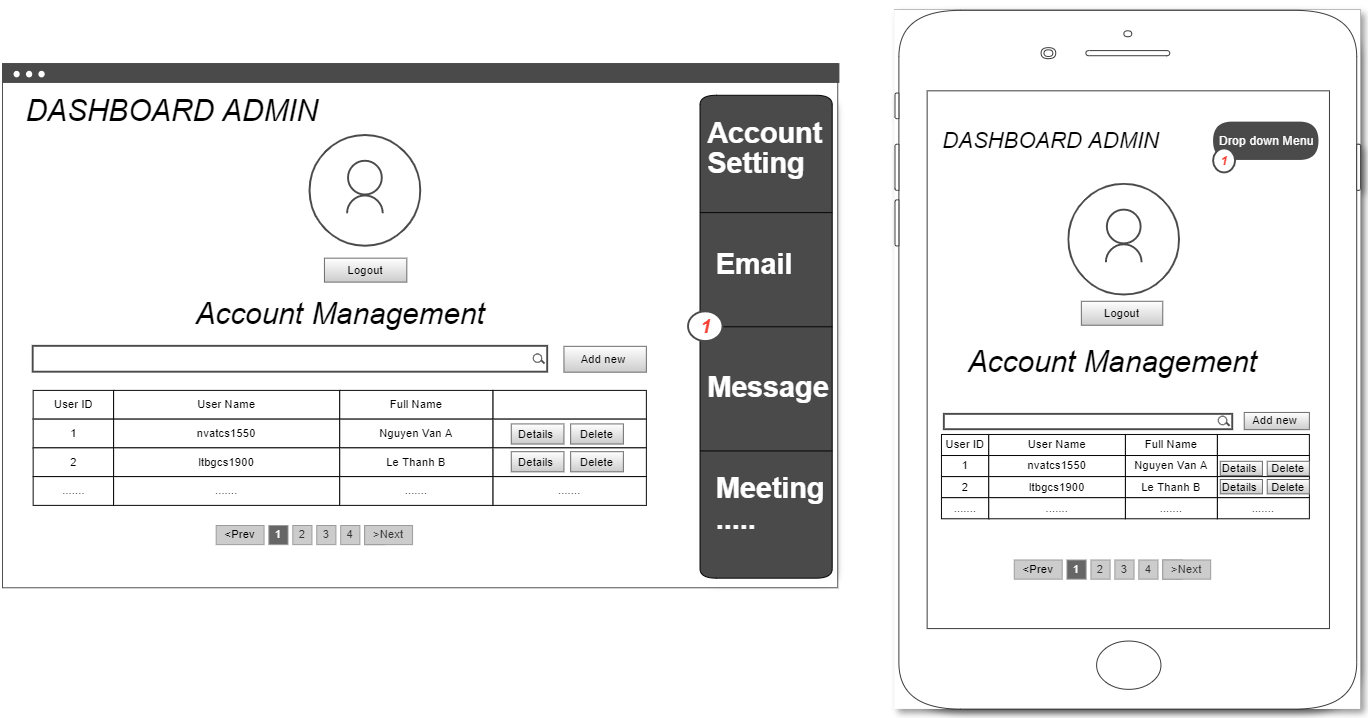 DASHBOARD ADMIN
Logout
Account Management
Add new
User ID User Name Full Name
1 nvatcs1550 Nguyen Van A Details Delete
2 ltbgcs1900 Le Thanh B Details Delete
....... ....... ....... .......
<Prev 1 2 3 4 >Next
Account
Setting
Email
1
Message
Meeting
.....
DASHBOARD ADMIN
Drop down Menu
1
Logout
Account Management
Add new
User ID User Name Full Name
1 nvatcs1550 Nguyen Van A Details Delete
2 ltbgcs1900 Le Thanh B Details Delete
....... ....... ....... .......
<Prev 1 2 3 4 >Next